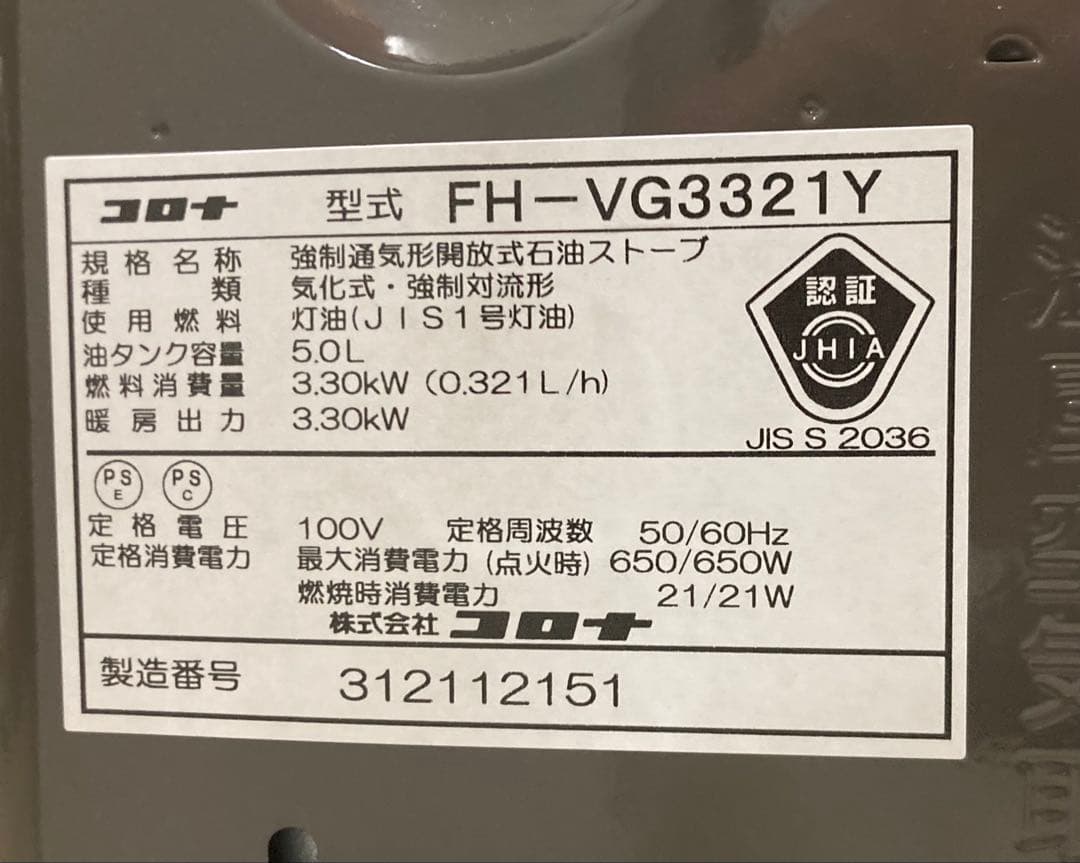 コロナ 型式 FH-VG3321Y
規格名称 強制通気形開放式石油ストーブ
種類 気化式・強制対流形
使用燃料 灯油(JIS1号灯油)
油タンク容量 5.0L
燃料消費量 3.30kW (0.321L/h)
暖房出力 3.30kW
認証
JHIA
JIS S 2036
PS E PS C
定格電圧 100V 定格周波数 50/60Hz
定格消費電力 最大消費電力 (点火時) 650/650W
燃焼時消費電力 21/21W
株式会社 コロナ
製造番号 312112151